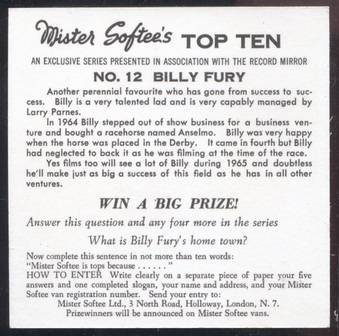 Mister Softee's TOP TEN
AN EXCLUSIVE SERIES PRESENTED IN ASSOCIATION WITH THE RECORD MIRROR
NO. 12 BILLY FURY
Another perennial favourite who has gone from success to suc-
cess. Billy is a very talented lad and is very capably managed by
Larry Parnes.
In 1964 Billy stepped out of show business for a business ven-
ture and bought a racehorse named Anselmo. Billy was very happy
when the horse was placed in the Derby. It came in fourth but Billy
had neglected to back it as he was filming at the time of the race.
Yes films too will see a lot of Billy during 1965 and doubtless
he'll make just as big a success of this field as he has in all other
ventures.
WIN A BIG PRIZE!
Answer this question and any four more in the series
What is Billy Fury's home town?
Now complete this sentence in not more than ten words:
"Mister Softee is tops because . . . . . ."
HOW TO ENTER Write clearly on a separate piece of paper your five
answers and one completed slogan, your name and address, and your Mister
Softee van registration number. Send your entry to:
Mister Softee Ltd., 3 North Road, Holloway, London, N. 7.
Prizewinners will be announced on Mister Softee vans.